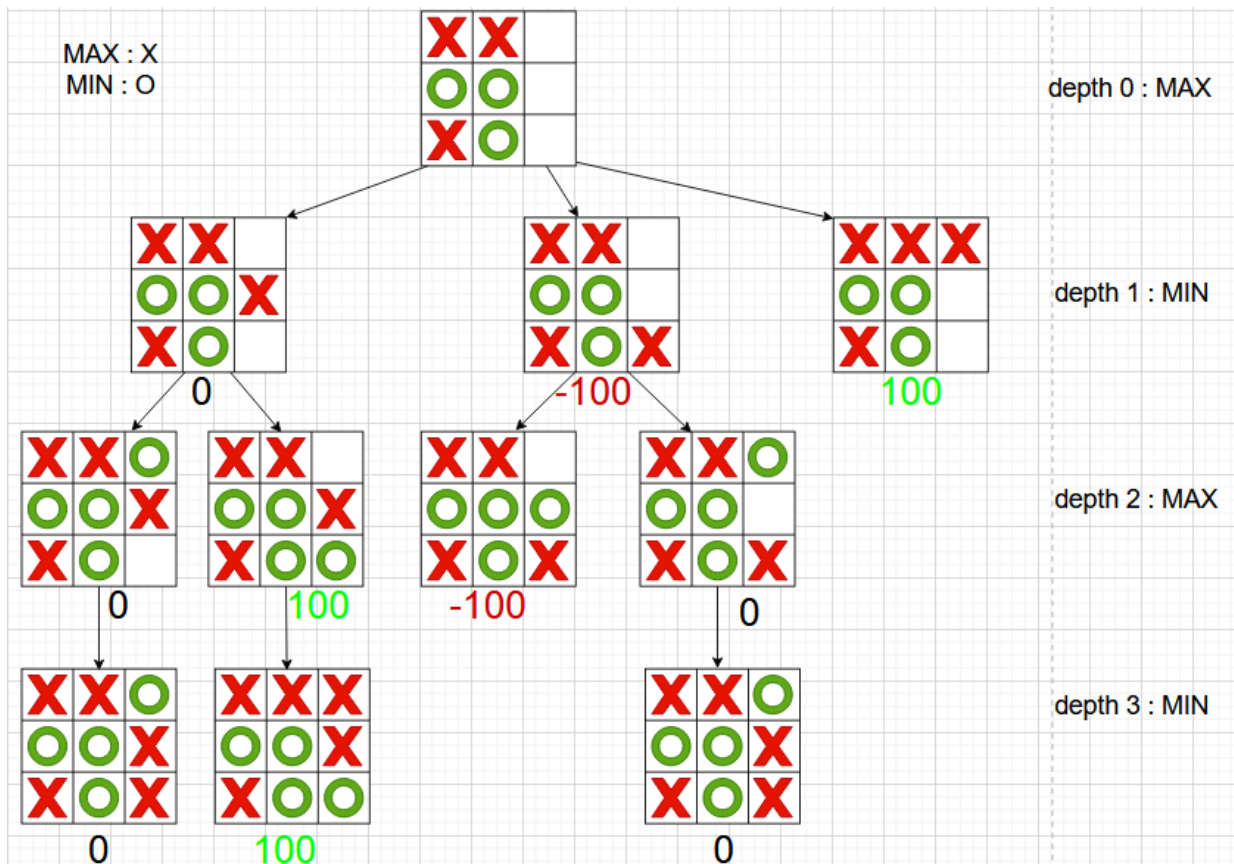 MAX : X
MIN : O
depth 0 : MAX
X X
O O
X O
depth 1 : MIN
X X
O O X
X O
0
X X
O O
X O X
-100
X X X
O O
X O
100
depth 2 : MAX
X X O
O O X
X O
0
X X
O O X
X O O
100
X X
O O O
X O X
-100
X X O
O O
X O X
0
depth 3 : MIN
X X O
O O X
X O X
0
X X X
O O X
X O O
100
X X O
O O X
X O X
0